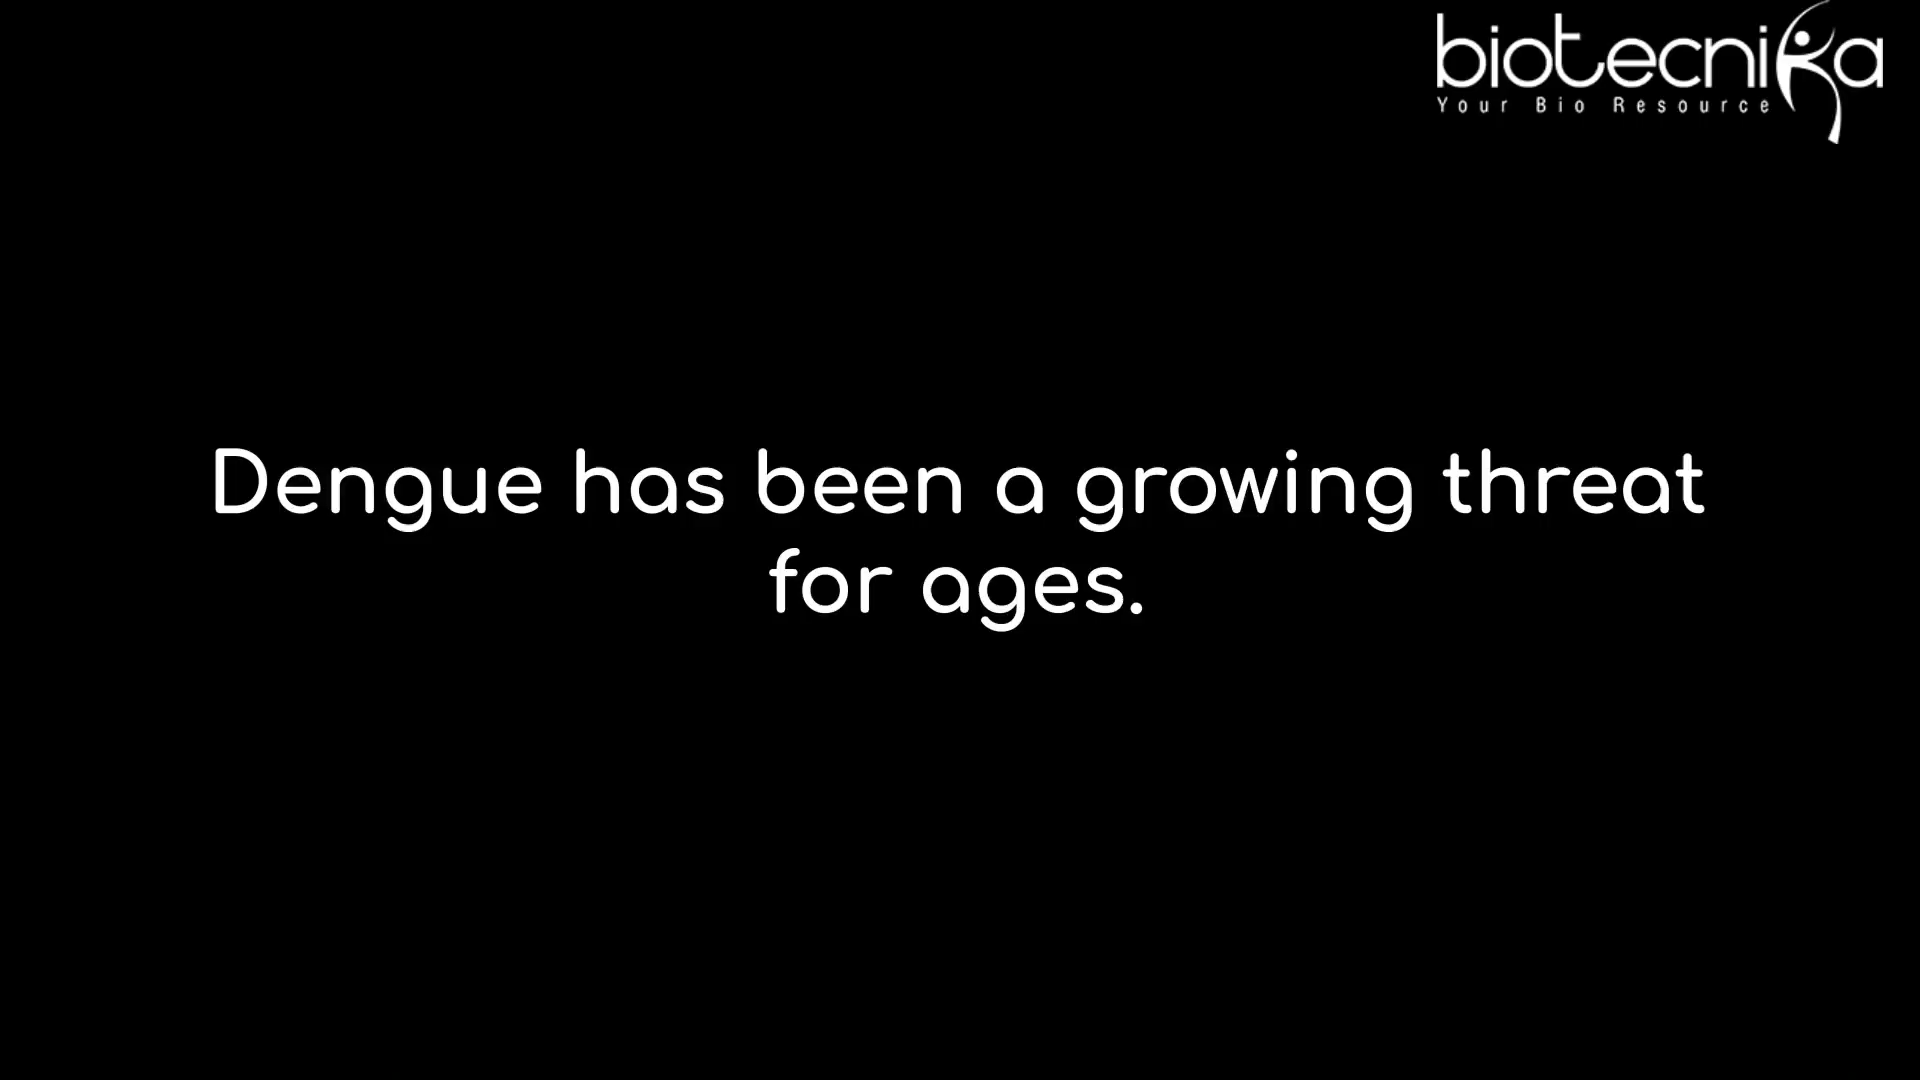 biotecnika
Your Bio Resource
Dengue has been a growing threat
for ages.